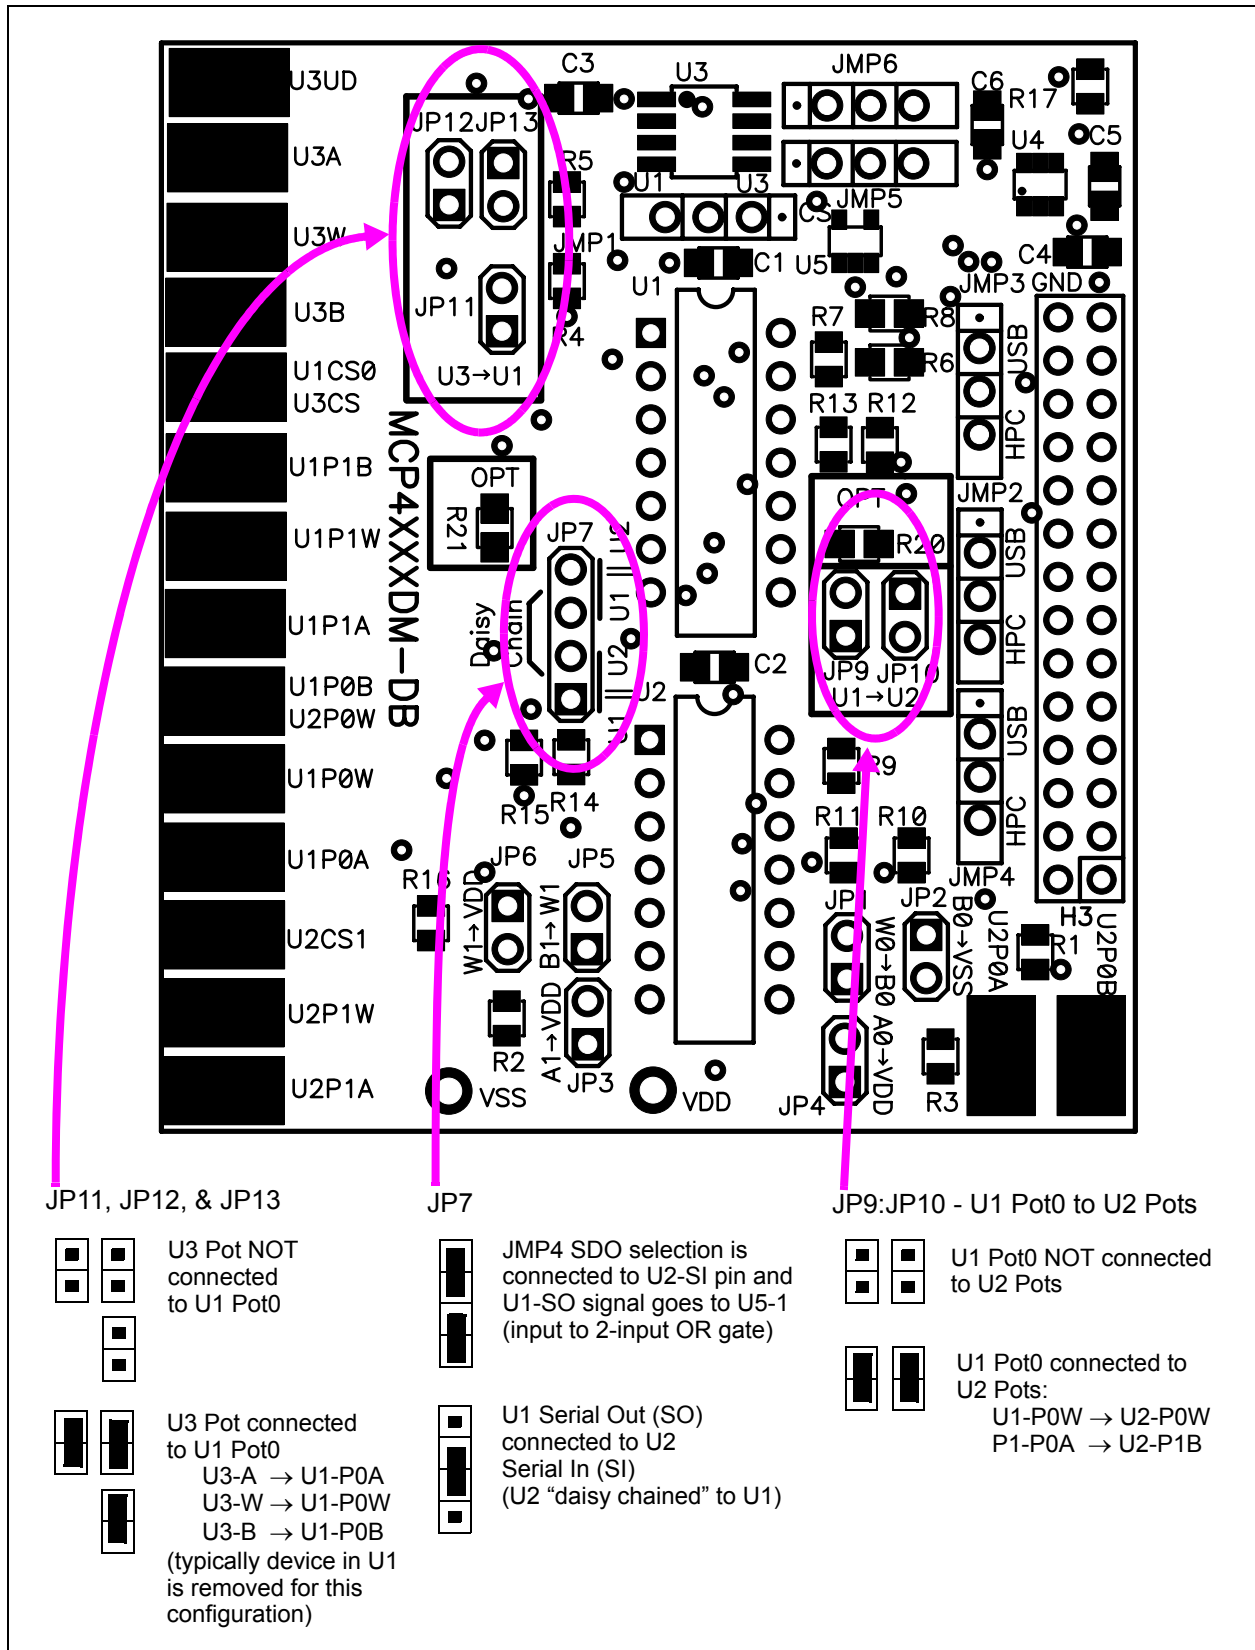 U3UD
C3
U3
JMP6
C6
R17
JP12
JP13
U4
C5
U3A
R5
U1
U3
CS
JMP5
U3W
JMP1
C1
U5
C4
U3B
JP11
R4
U1
R7
R8
JMP3
GND
USB
U1CS0
U3CS
U3→U1
R6
R13
R12
HPC
MCP4XXXDM-DB
U1P1B
OPT
R21
OPT
JMP2
U1P1W
JP7
U2
R20
USB
U1P1A
Daisy
Chain
U1
U2
HPC
U1P0B
U2P0W
U2
U1
C2
JP9
JP10
U1→U2
USB
U1P0W
R15
R14
R9
HPC
U1P0A
R16
JP6
JP5
R11
R10
JMP4
JP1
JP2
H3
U2CS1
W1→VDD
B1→W1
W0→B0
B0→VSS
U2P0A
R1
U2P0B
U2P1W
R2
A1→VDD
JP3
A0→VDD
U2P1A
VSS
VDD
JP4
R3
JP11, JP12, & JP13
U3 Pot NOT
connected
to U1 Pot0
U3 Pot connected
to U1 Pot0
U3-A → U1-P0A
U3-W → U1-P0W
U3-B → U1-P0B
(typically device in U1
is removed for this
configuration)
JP7
JMP4 SDO selection is
connected to U2-SI pin and
U1-SO signal goes to U5-1
(input to 2-input OR gate)
U1 Serial Out (SO)
connected to U2
Serial In (SI)
(U2 “daisy chained” to U1)
JP9:JP10 - U1 Pot0 to U2 Pots
U1 Pot0 NOT connected
to U2 Pots
U1 Pot0 connected to
U2 Pots:
U1-P0W → U2-P0W
P1-P0A → U2-P1B